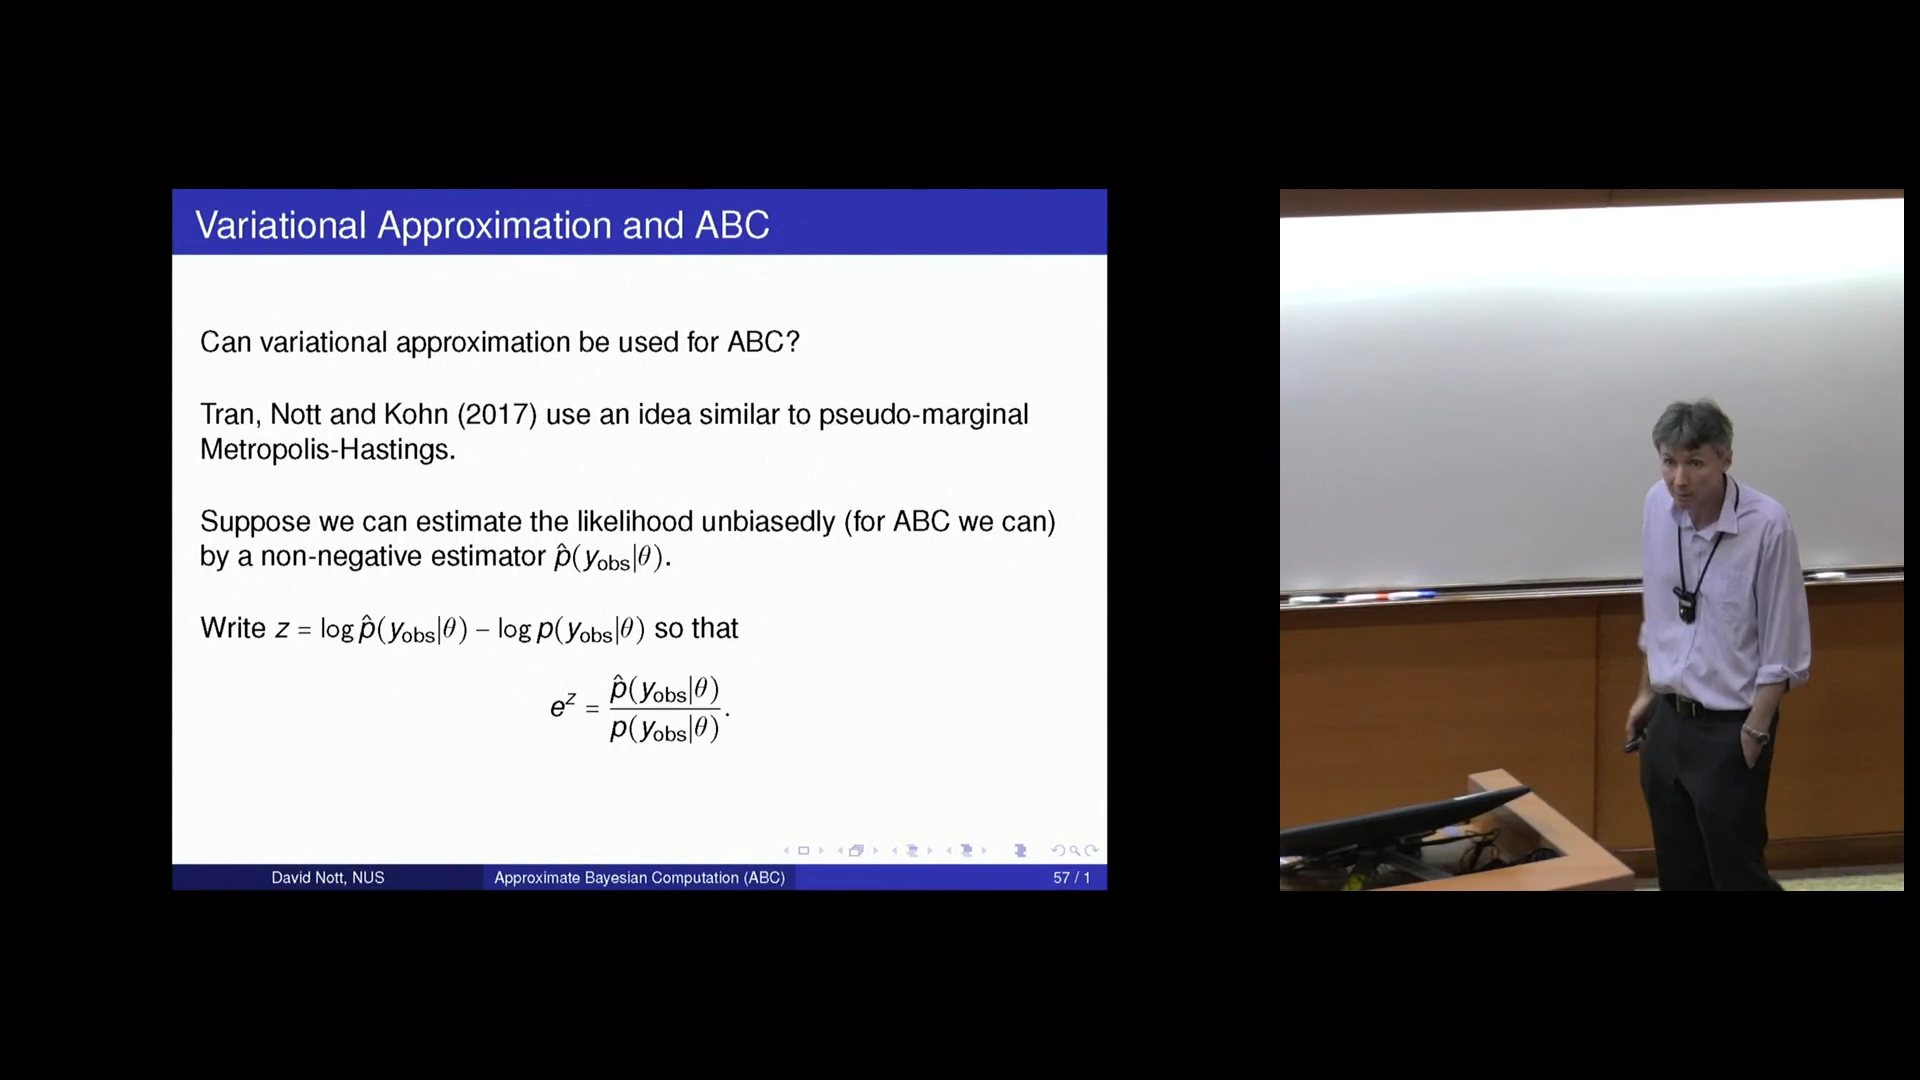 Variational Approximation and ABC
Can variational approximation be used for ABC?
Tran, Nott and Kohn (2017) use an idea similar to pseudo-marginal
Metropolis-Hastings.
Suppose we can estimate the likelihood unbiasedly (for ABC we can)
by a non-negative estimator p̂(y_obs|θ).
Write z = log p̂(y_obs|θ) − log p(y_obs|θ) so that
e^z = p̂(y_obs|θ) / p(y_obs|θ).
David Nott, NUS
Approximate Bayesian Computation (ABC)
57 / 1